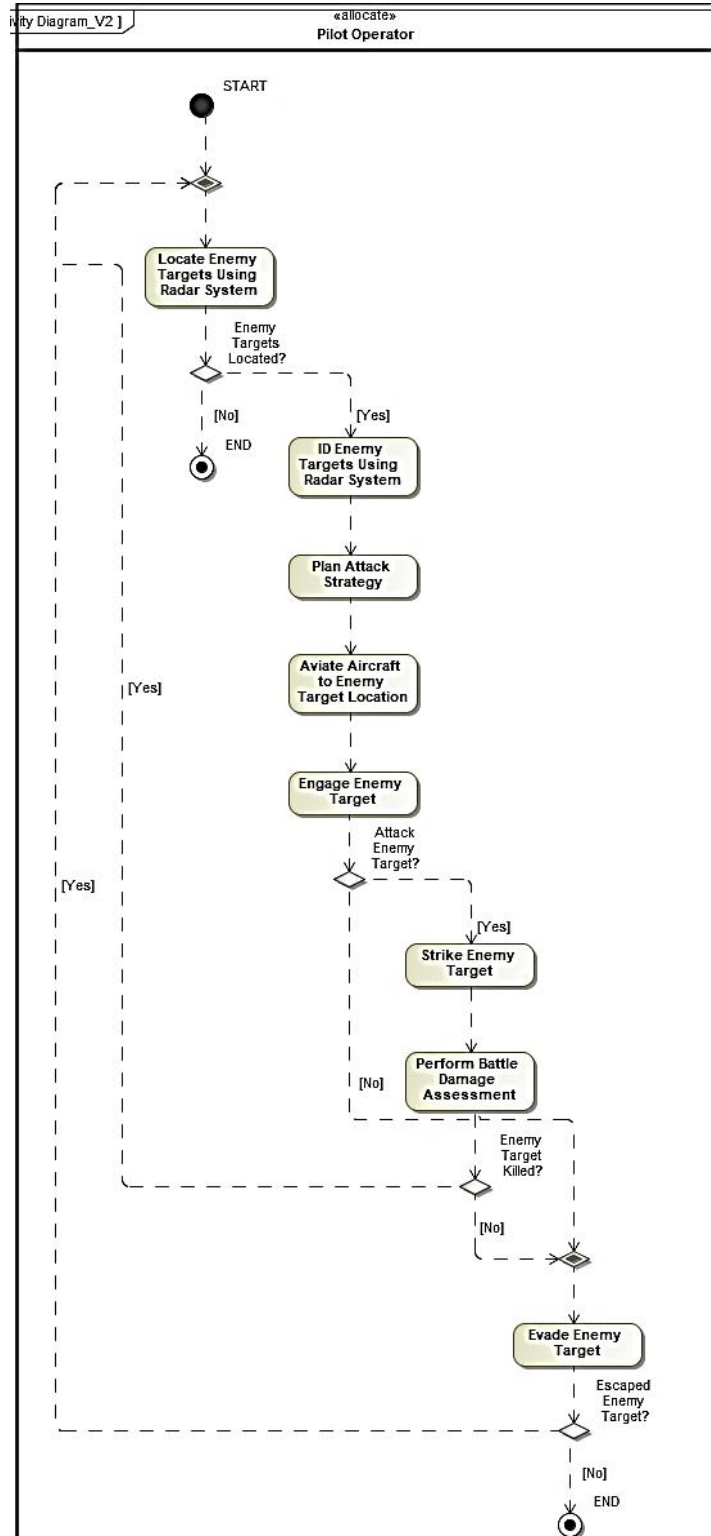 ivity Diagram_V2 ]
«allocate»
Pilot Operator
START
Locate Enemy
Targets Using
Radar System
Enemy
Targets
Located?
[No]
[Yes]
END
ID Enemy
Targets Using
Radar System
Plan Attack
Strategy
Aviate Aircraft
to Enemy
Target Location
[Yes]
Engage Enemy
Target
Attack
Enemy
Target?
[Yes]
[Yes]
Strike Enemy
Target
Perform Battle
Damage
Assessment
[No]
Enemy
Target
Killed?
[No]
Evade Enemy
Target
Escaped
Enemy
Target?
[No]
END